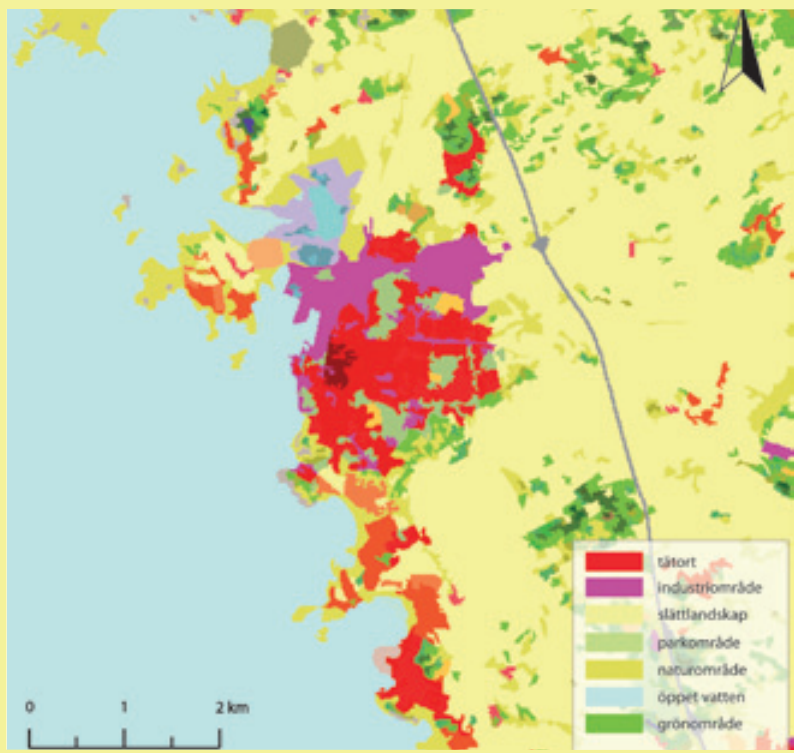 tätort
industriområde
slättlandskap
parkområde
naturområde
öppet vatten
grönområde
0 1 2 km